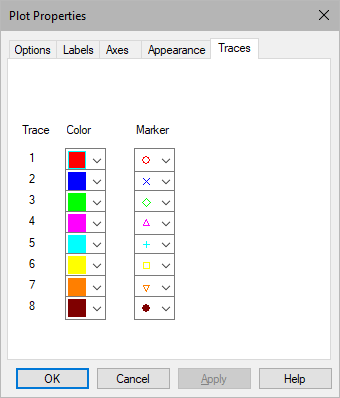 Plot Properties
Options Labels Axes Appearance Traces
Trace Color Marker
1
2
3
4
5
6
7
8
OK Cancel Apply Help